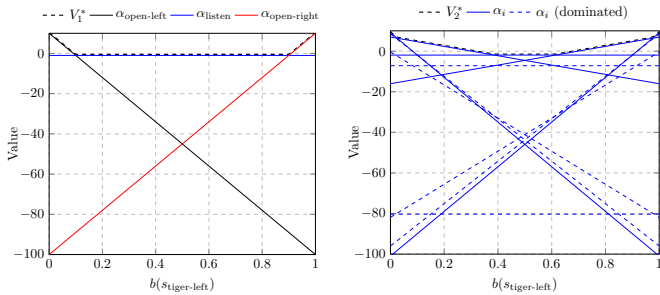 V₁* α_open-left α_listen α_open-right
Value
0
−20
−40
−60
−80
−100
0 0.2 0.4 0.6 0.8 1
b(s_tiger-left)
V₂* α_i α_i (dominated)
Value
0
−20
−40
−60
−80
−100
0 0.2 0.4 0.6 0.8 1
b(s_tiger-left)